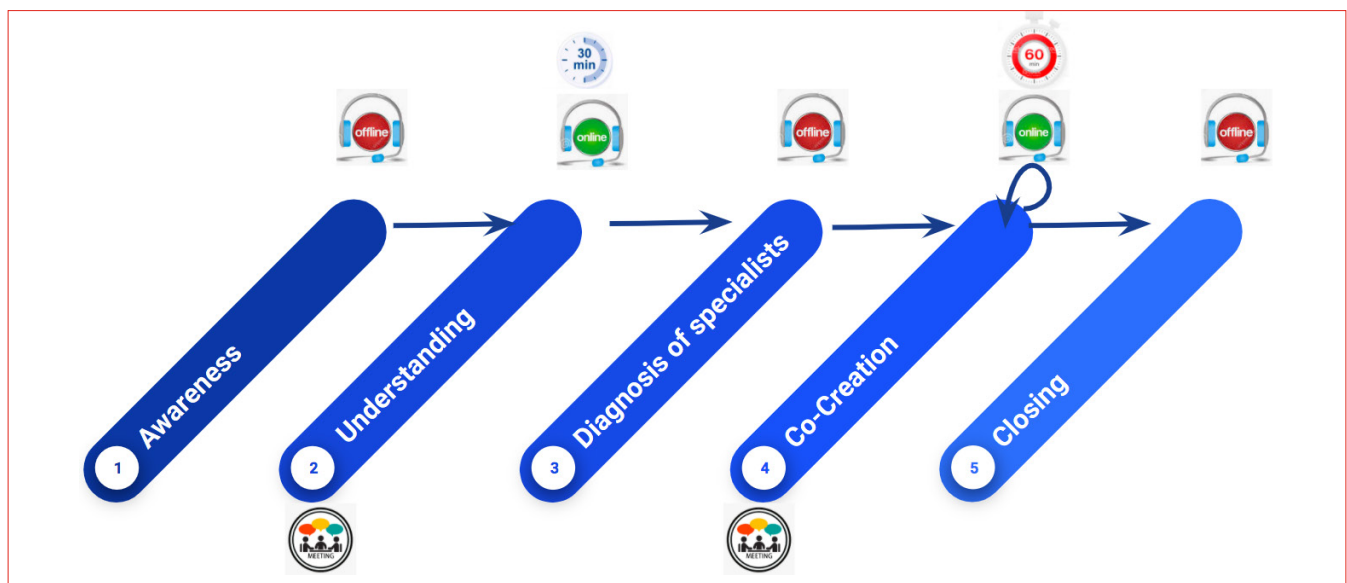 30
min
60
min
offline
online
offline
online
offline
Awareness
Understanding
Diagnosis of specialists
Co-Creation
Closing
1
2
3
4
5
MEETING
MEETING